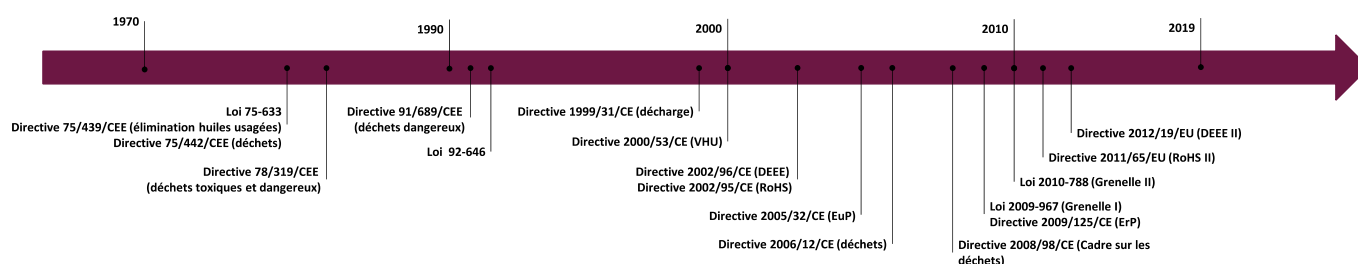 1970
1990
2000
2010
2019
Loi 75-633
Directive 75/439/CEE (élimination huiles usagées)
Directive 75/442/CEE (déchets)
Directive 78/319/CEE
(déchets toxiques et dangereux)
Directive 91/689/CEE
(déchets dangereux)
Loi 92-646
Directive 1999/31/CE (décharge)
Directive 2000/53/CE (VHU)
Directive 2002/96/CE (DEEE)
Directive 2002/95/CE (RoHS)
Directive 2005/32/CE (EuP)
Directive 2006/12/CE (déchets)
Directive 2008/98/CE (Cadre sur les
déchets)
Loi 2009-967 (Grenelle I)
Directive 2009/125/CE (ErP)
Loi 2010-788 (Grenelle II)
Directive 2011/65/EU (RoHS II)
Directive 2012/19/EU (DEEE II)